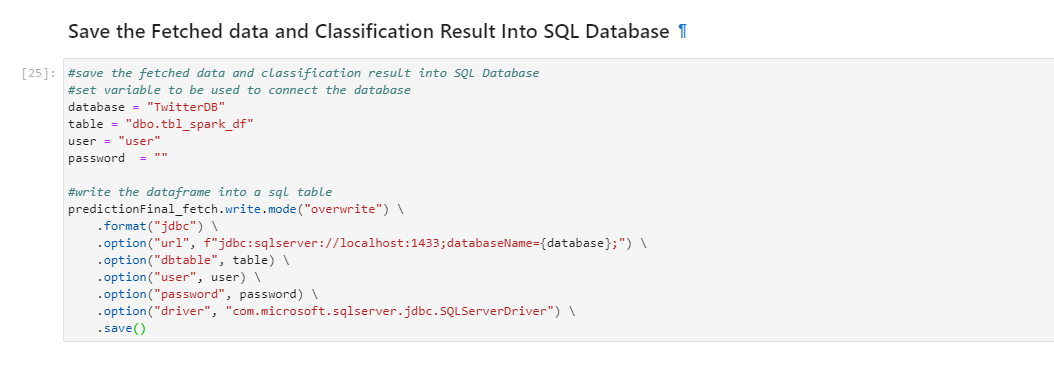 Save the Fetched data and Classification Result Into SQL Database ¶
[25]: #save the fetched data and classification result into SQL Database
#set variable to be used to connect the database
database = "TwitterDB"
table = "dbo.tbl_spark_df"
user = "user"
password  = ""

#write the dataframe into a sql table
predictionFinal_fetch.write.mode("overwrite") \
    .format("jdbc") \
    .option("url", f"jdbc:sqlserver://localhost:1433;databaseName={database};") \
    .option("dbtable", table) \
    .option("user", user) \
    .option("password", password) \
    .option("driver", "com.microsoft.sqlserver.jdbc.SQLServerDriver") \
    .save()